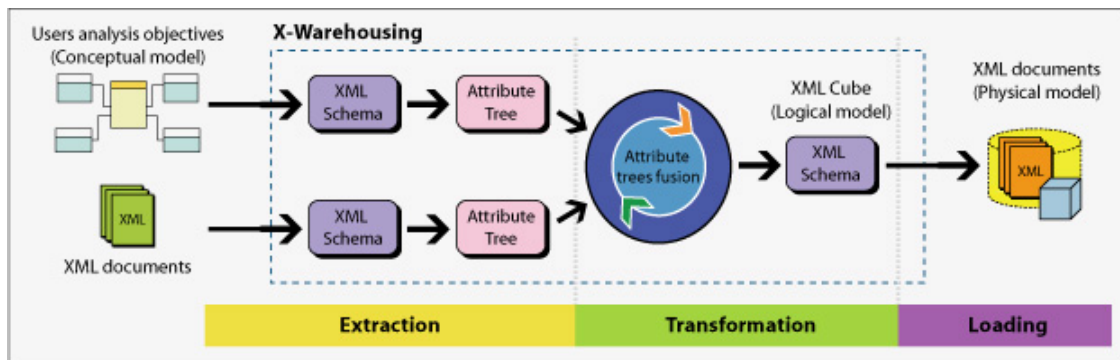 Users analysis objectives
(Conceptual model)
X-Warehousing
XML
Schema
Attribute
Tree
XML Cube
(Logical model)
XML documents
(Physical model)
Attribute
trees fusion
XML
Schema
XML
XML
XML
Schema
Attribute
Tree
XML documents
Extraction
Transformation
Loading